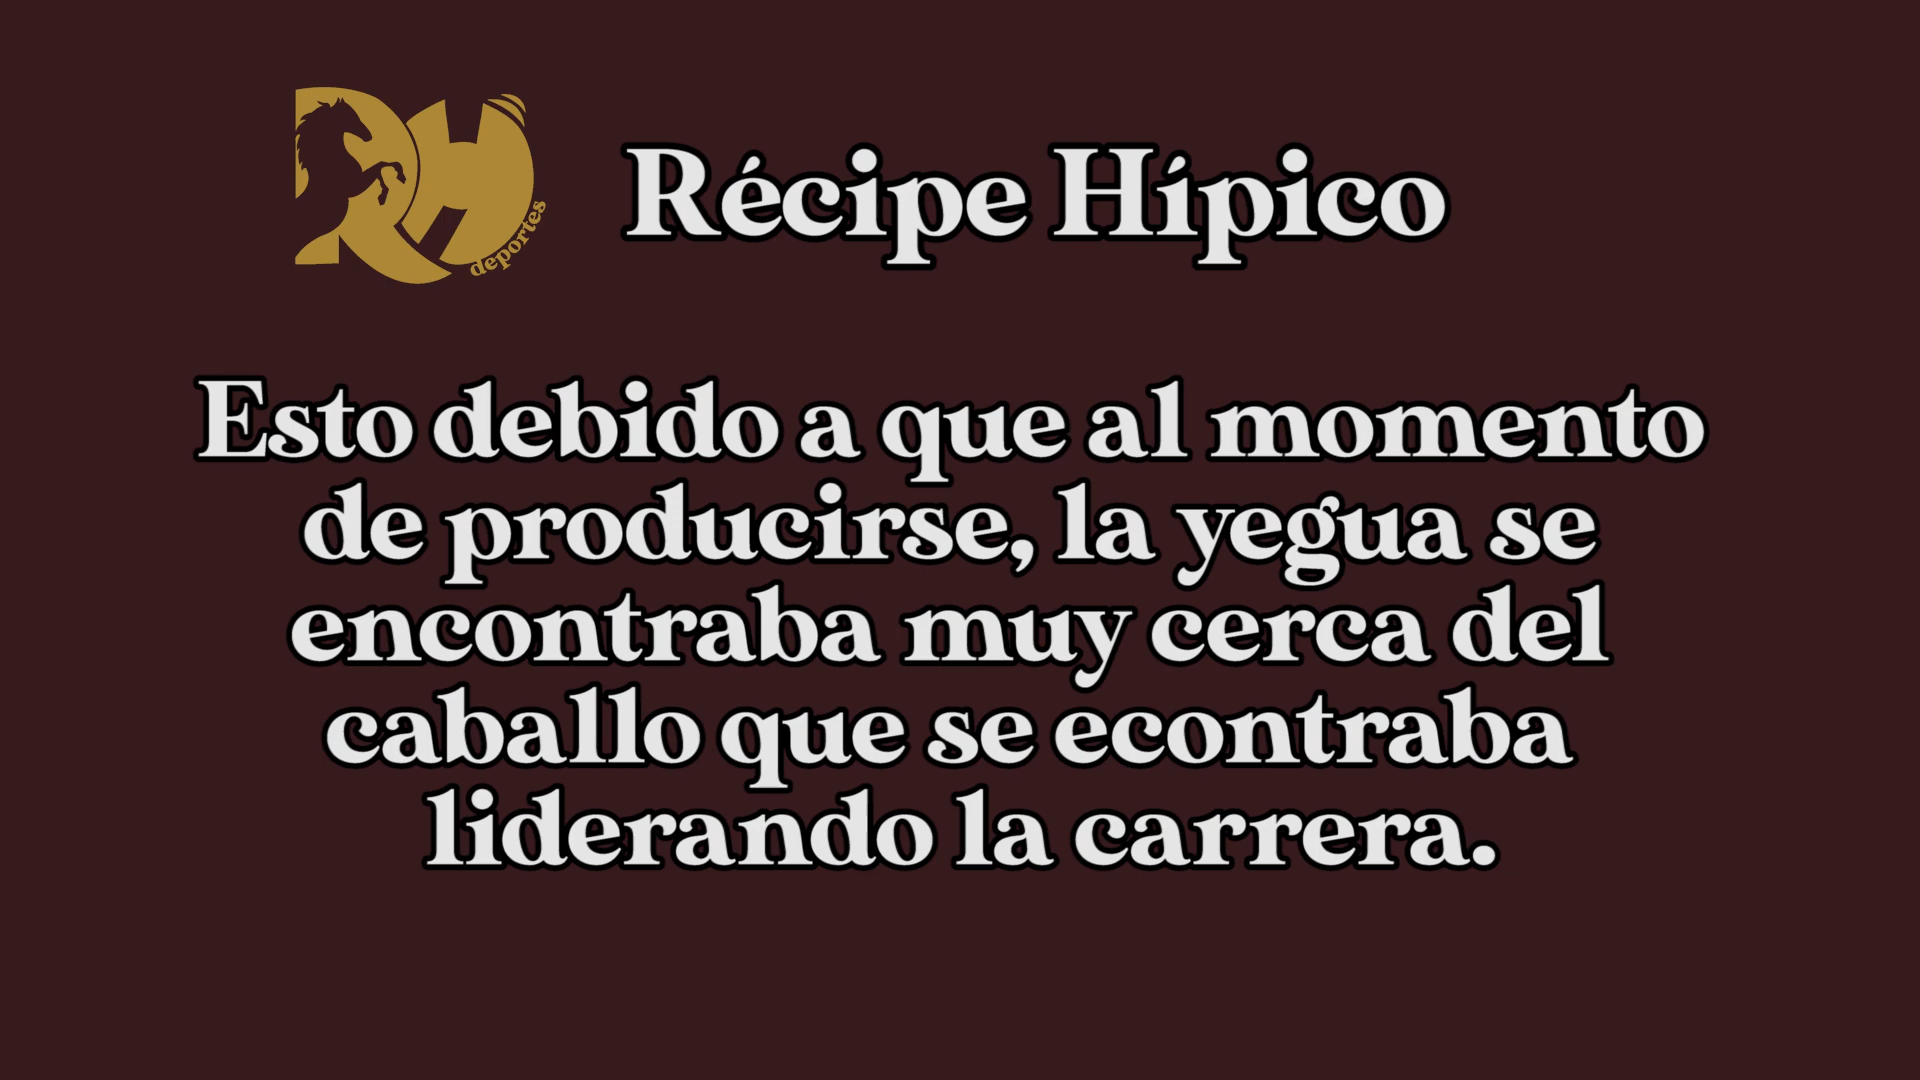 RH
deportes
Récipe Hípico
Esto debido a que al momento
de producirse, la yegua se
encontraba muy cerca del
caballo que se econtraba
liderando la carrera.